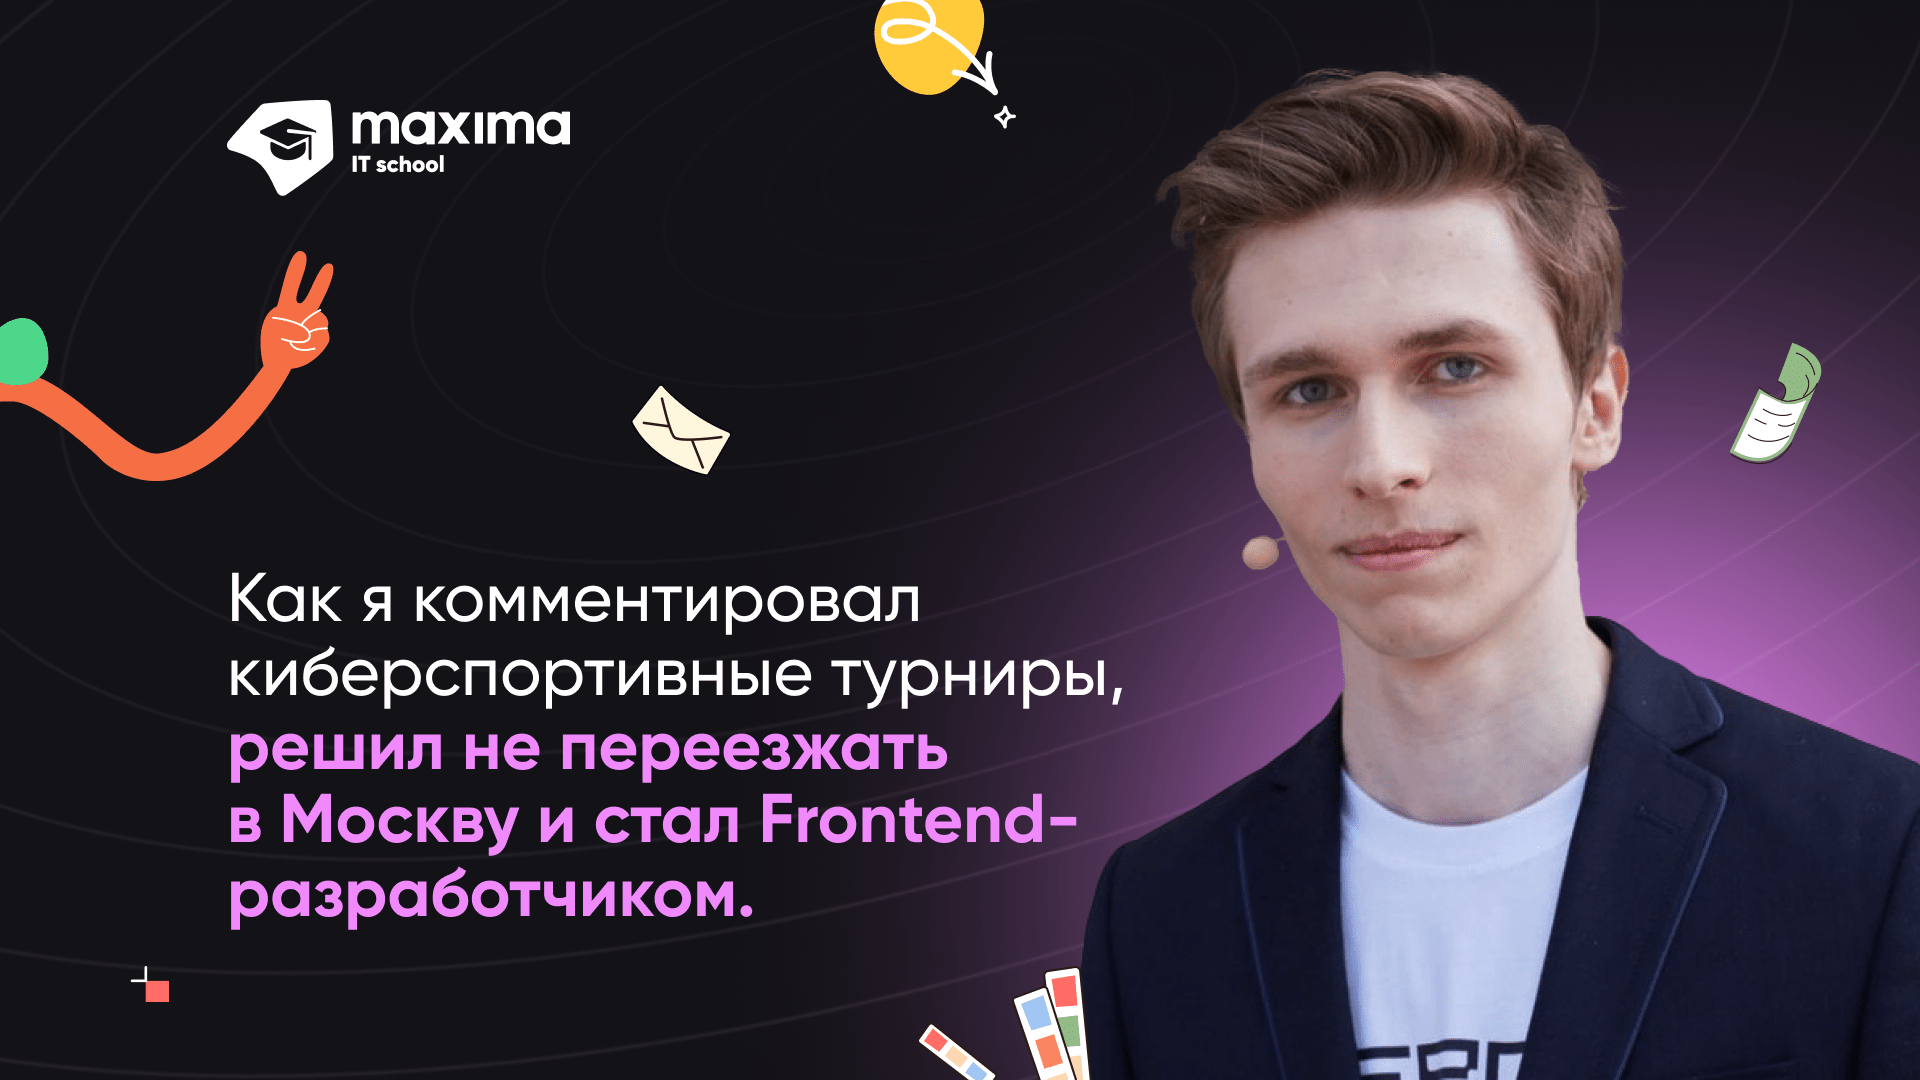 maxima
IT school
Как я комментировал
киберспортивные турниры,
решил не переезжать
в Москву и стал Frontend-
разработчиком.